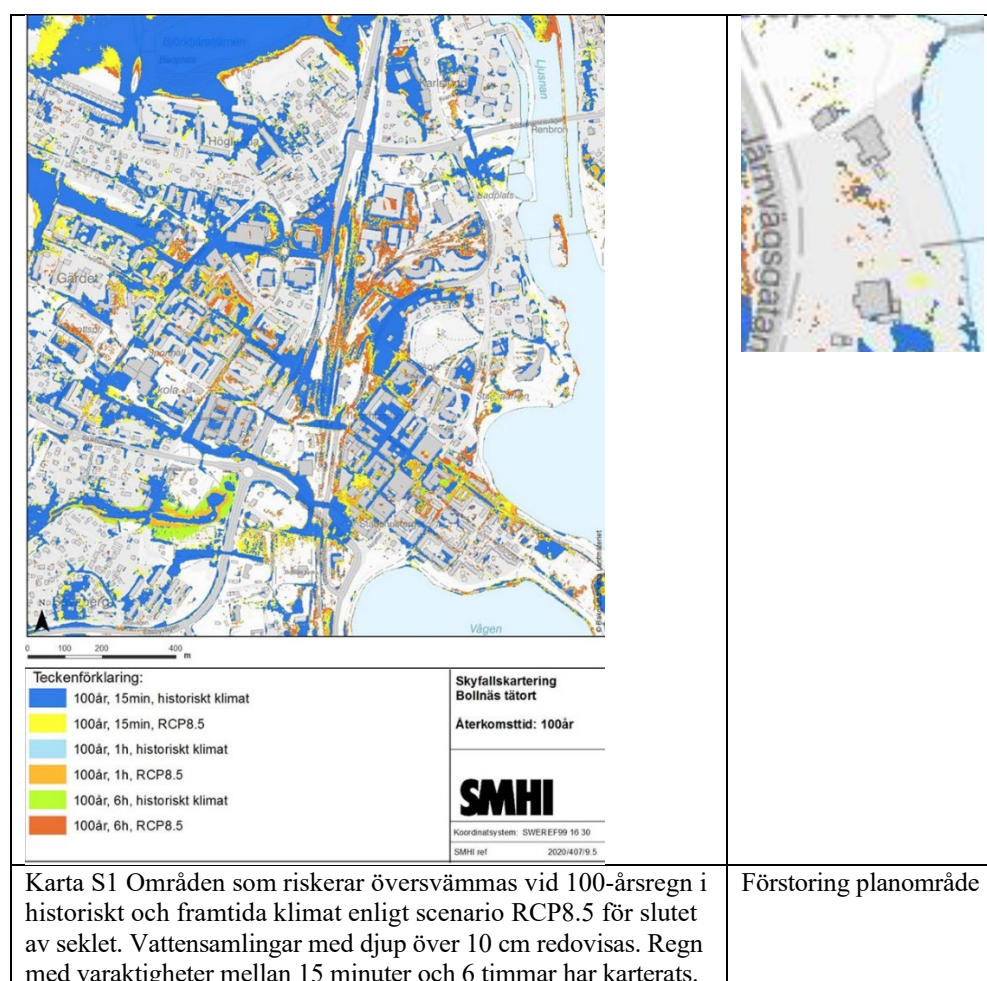 Björktjärstjärnen
Badplats
Karlslund
Ljusnan
Renbron
Badplats
Gärdet
kola
Vågen
Järnvägsgatan
0 100 200 400
m
Teckenförklaring:
100år, 15min, historiskt klimat
100år, 15min, RCP8.5
100år, 1h, historiskt klimat
100år, 1h, RCP8.5
100år, 6h, historiskt klimat
100år, 6h, RCP8.5
Skyfallskartering
Bollnäs tätort
Återkomsttid: 100år
SMHI
Koordinatsystem: SWEREF99 16 30
SMHI ref 2020/407/9.5
Karta S1 Områden som riskerar översvämmas vid 100-årsregn i
historiskt och framtida klimat enligt scenario RCP8.5 för slutet
av seklet. Vattensamlingar med djup över 10 cm redovisas. Regn
med varaktigheter mellan 15 minuter och 6 timmar har karterats.
Förstoring planområde